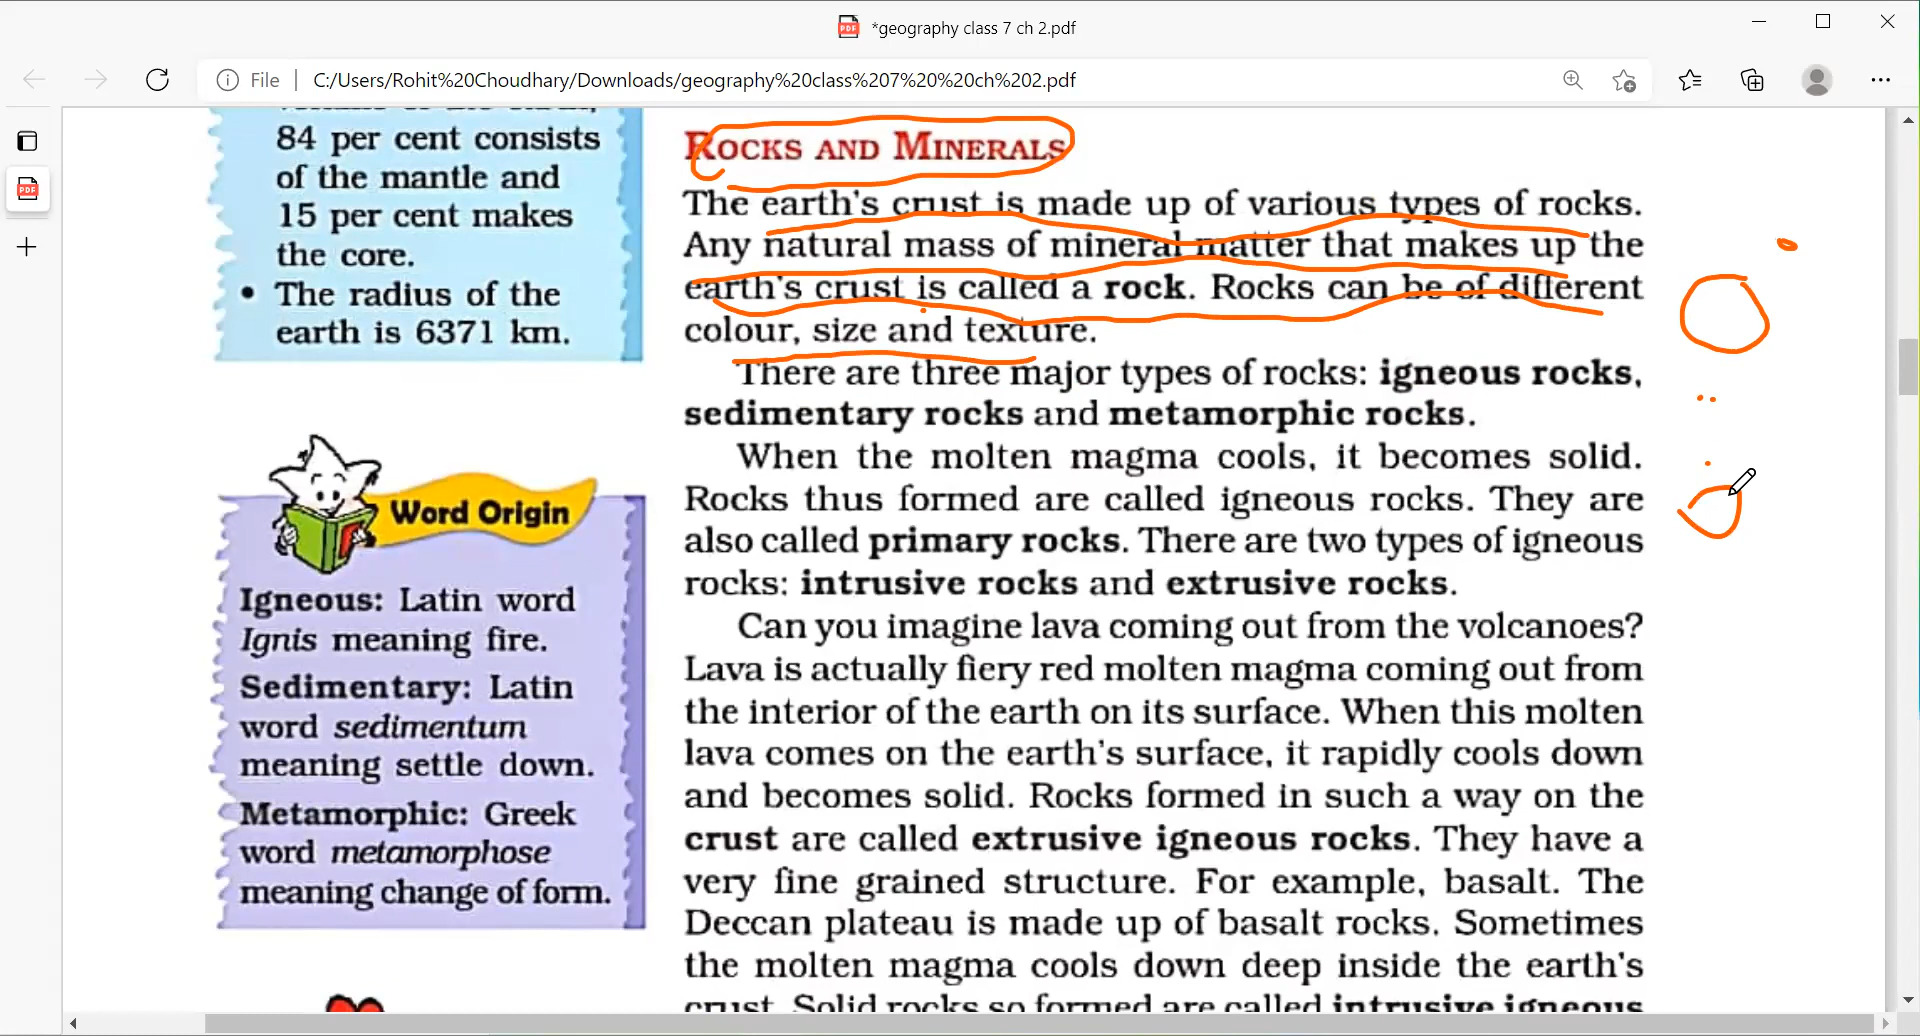 *geography class 7 ch 2.pdf
File
C:/Users/Rohit%20Choudhary/Downloads/geography%20class%207%20%20ch%202.pdf
84 per cent consists
of the mantle and
15 per cent makes
the core.
• The radius of the
earth is 6371 km.
Word Origin
Igneous: Latin word
Ignis meaning fire.
Sedimentary: Latin
word sedimentum
meaning settle down.
Metamorphic: Greek
word metamorphose
meaning change of form.
ROCKS AND MINERALS
The earth's crust is made up of various types of rocks.
Any natural mass of mineral matter that makes up the
earth's crust is called a rock. Rocks can be of different
colour, size and texture.
There are three major types of rocks: igneous rocks,
sedimentary rocks and metamorphic rocks.
When the molten magma cools, it becomes solid.
Rocks thus formed are called igneous rocks. They are
also called primary rocks. There are two types of igneous
rocks: intrusive rocks and extrusive rocks.
Can you imagine lava coming out from the volcanoes?
Lava is actually fiery red molten magma coming out from
the interior of the earth on its surface. When this molten
lava comes on the earth's surface, it rapidly cools down
and becomes solid. Rocks formed in such a way on the
crust are called extrusive igneous rocks. They have a
very fine grained structure. For example, basalt. The
Deccan plateau is made up of basalt rocks. Sometimes
the molten magma cools down deep inside the earth's
crust. Solid rocks so formed are called intrusive igneous